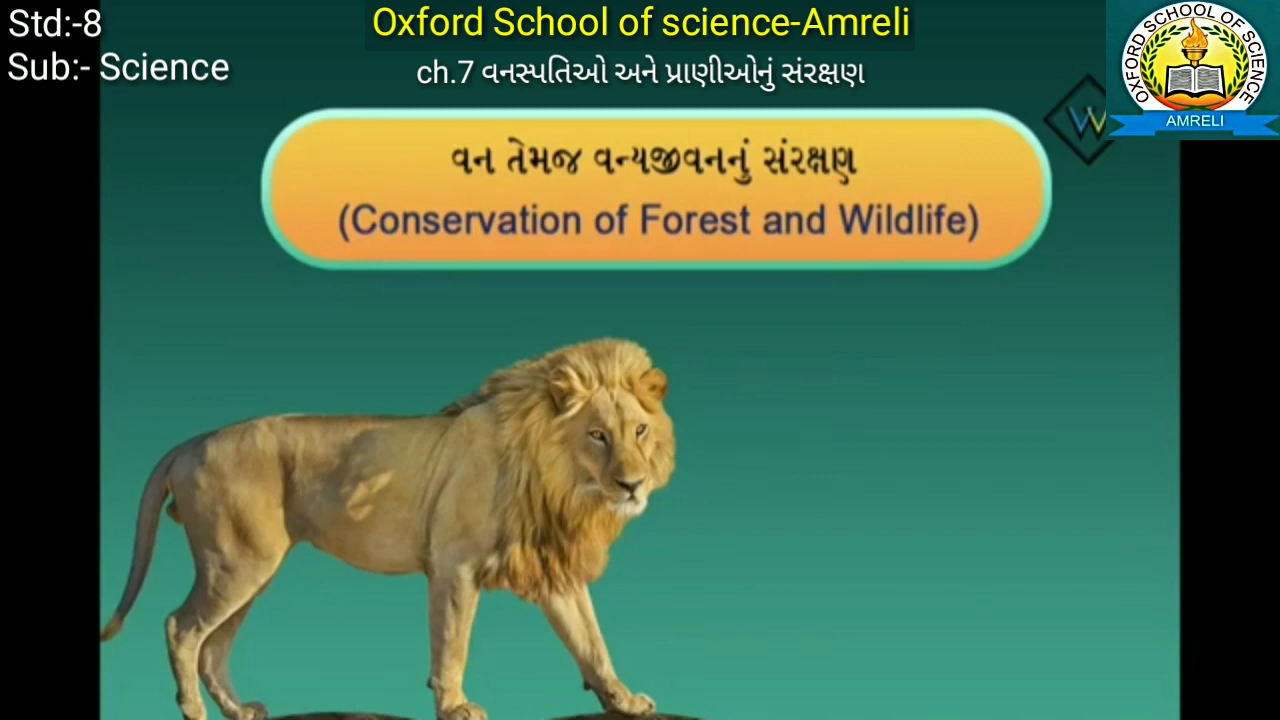 Std:-8
Oxford School of science-Amreli
Sub:- Science
ch.7 વનસ્પતિઓ અને પ્રાણીઓનું સંરક્ષણ
OXFORD SCHOOL OF SCIENCE
AMRELI
W
વન તેમજ વન્યજીવનનું સંરક્ષણ
(Conservation of Forest and Wildlife)